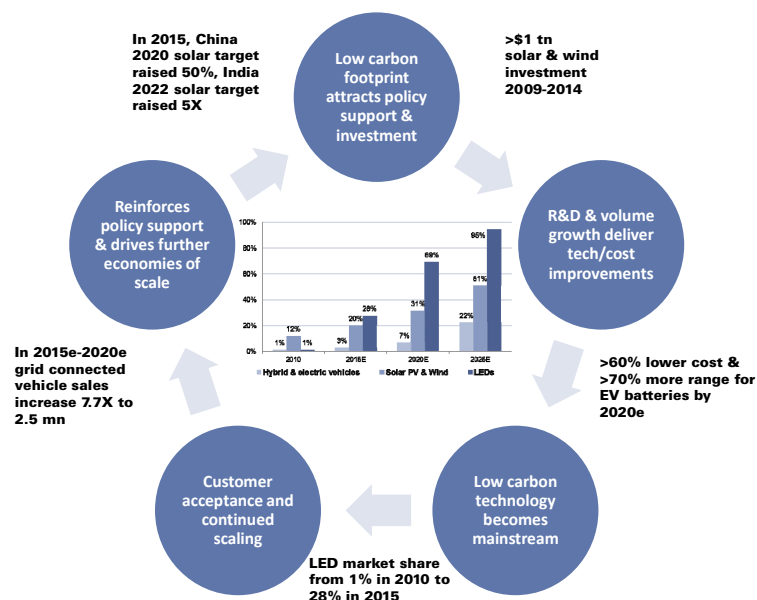 In 2015, China
2020 solar target
raised 50%, India
2022 solar target
raised 5X
Low carbon
footprint
attracts policy
support &
investment
>$1 tn
solar & wind
investment
2009-2014
Reinforces
policy support
& drives further
economies of
scale
R&D & volume
growth deliver
tech/cost
improvements
100%
80%
60%
40%
20%
0%
1% 12% 1%
3% 20% 28%
7% 31% 69%
22% 51% 95%
2010 2015E 2020E 2025E
Hybrid & electric vehicles Solar PV & Wind LEDs
In 2015e-2020e
grid connected
vehicle sales
increase 7.7X to
2.5 mn
>60% lower cost &
>70% more range for
EV batteries by
2020e
Customer
acceptance and
continued
scaling
Low carbon
technology
becomes
mainstream
LED market share
from 1% in 2010 to
28% in 2015